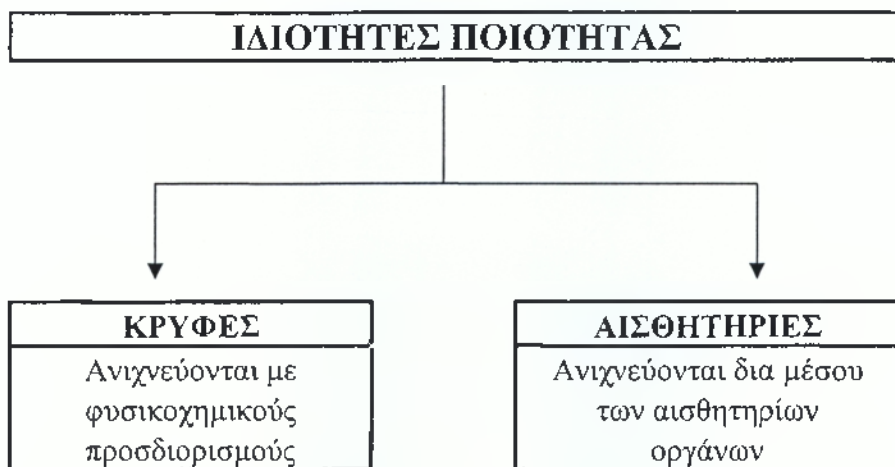 ΙΔΙΟΤΗΤΕΣ ΠΟΙΟΤΗΤΑΣ
ΚΡΥΦΕΣ
Ανιχνεύονται με
φυσικοχημικούς
προσδιορισμούς
ΑΙΣΘΗΤΗΡΙΕΣ
Ανιχνεύονται δια μέσου
των αισθητηρίων
οργάνων